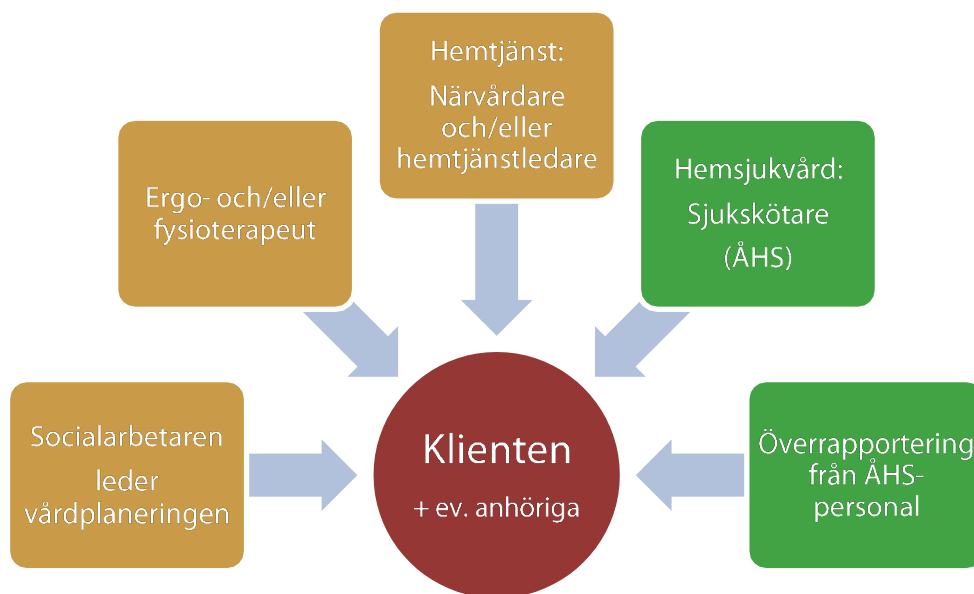 Hemtjänst:
Närvårdare
och/eller
hemtjänstledare
Ergo- och/eller
fysioterapeut
Hemsjukvård:
Sjukskötare
(ÅHS)
Socialarbetaren
leder
vårdplaneringen
Klienten
+ ev. anhöriga
Överrapportering
från ÅHS-
personal